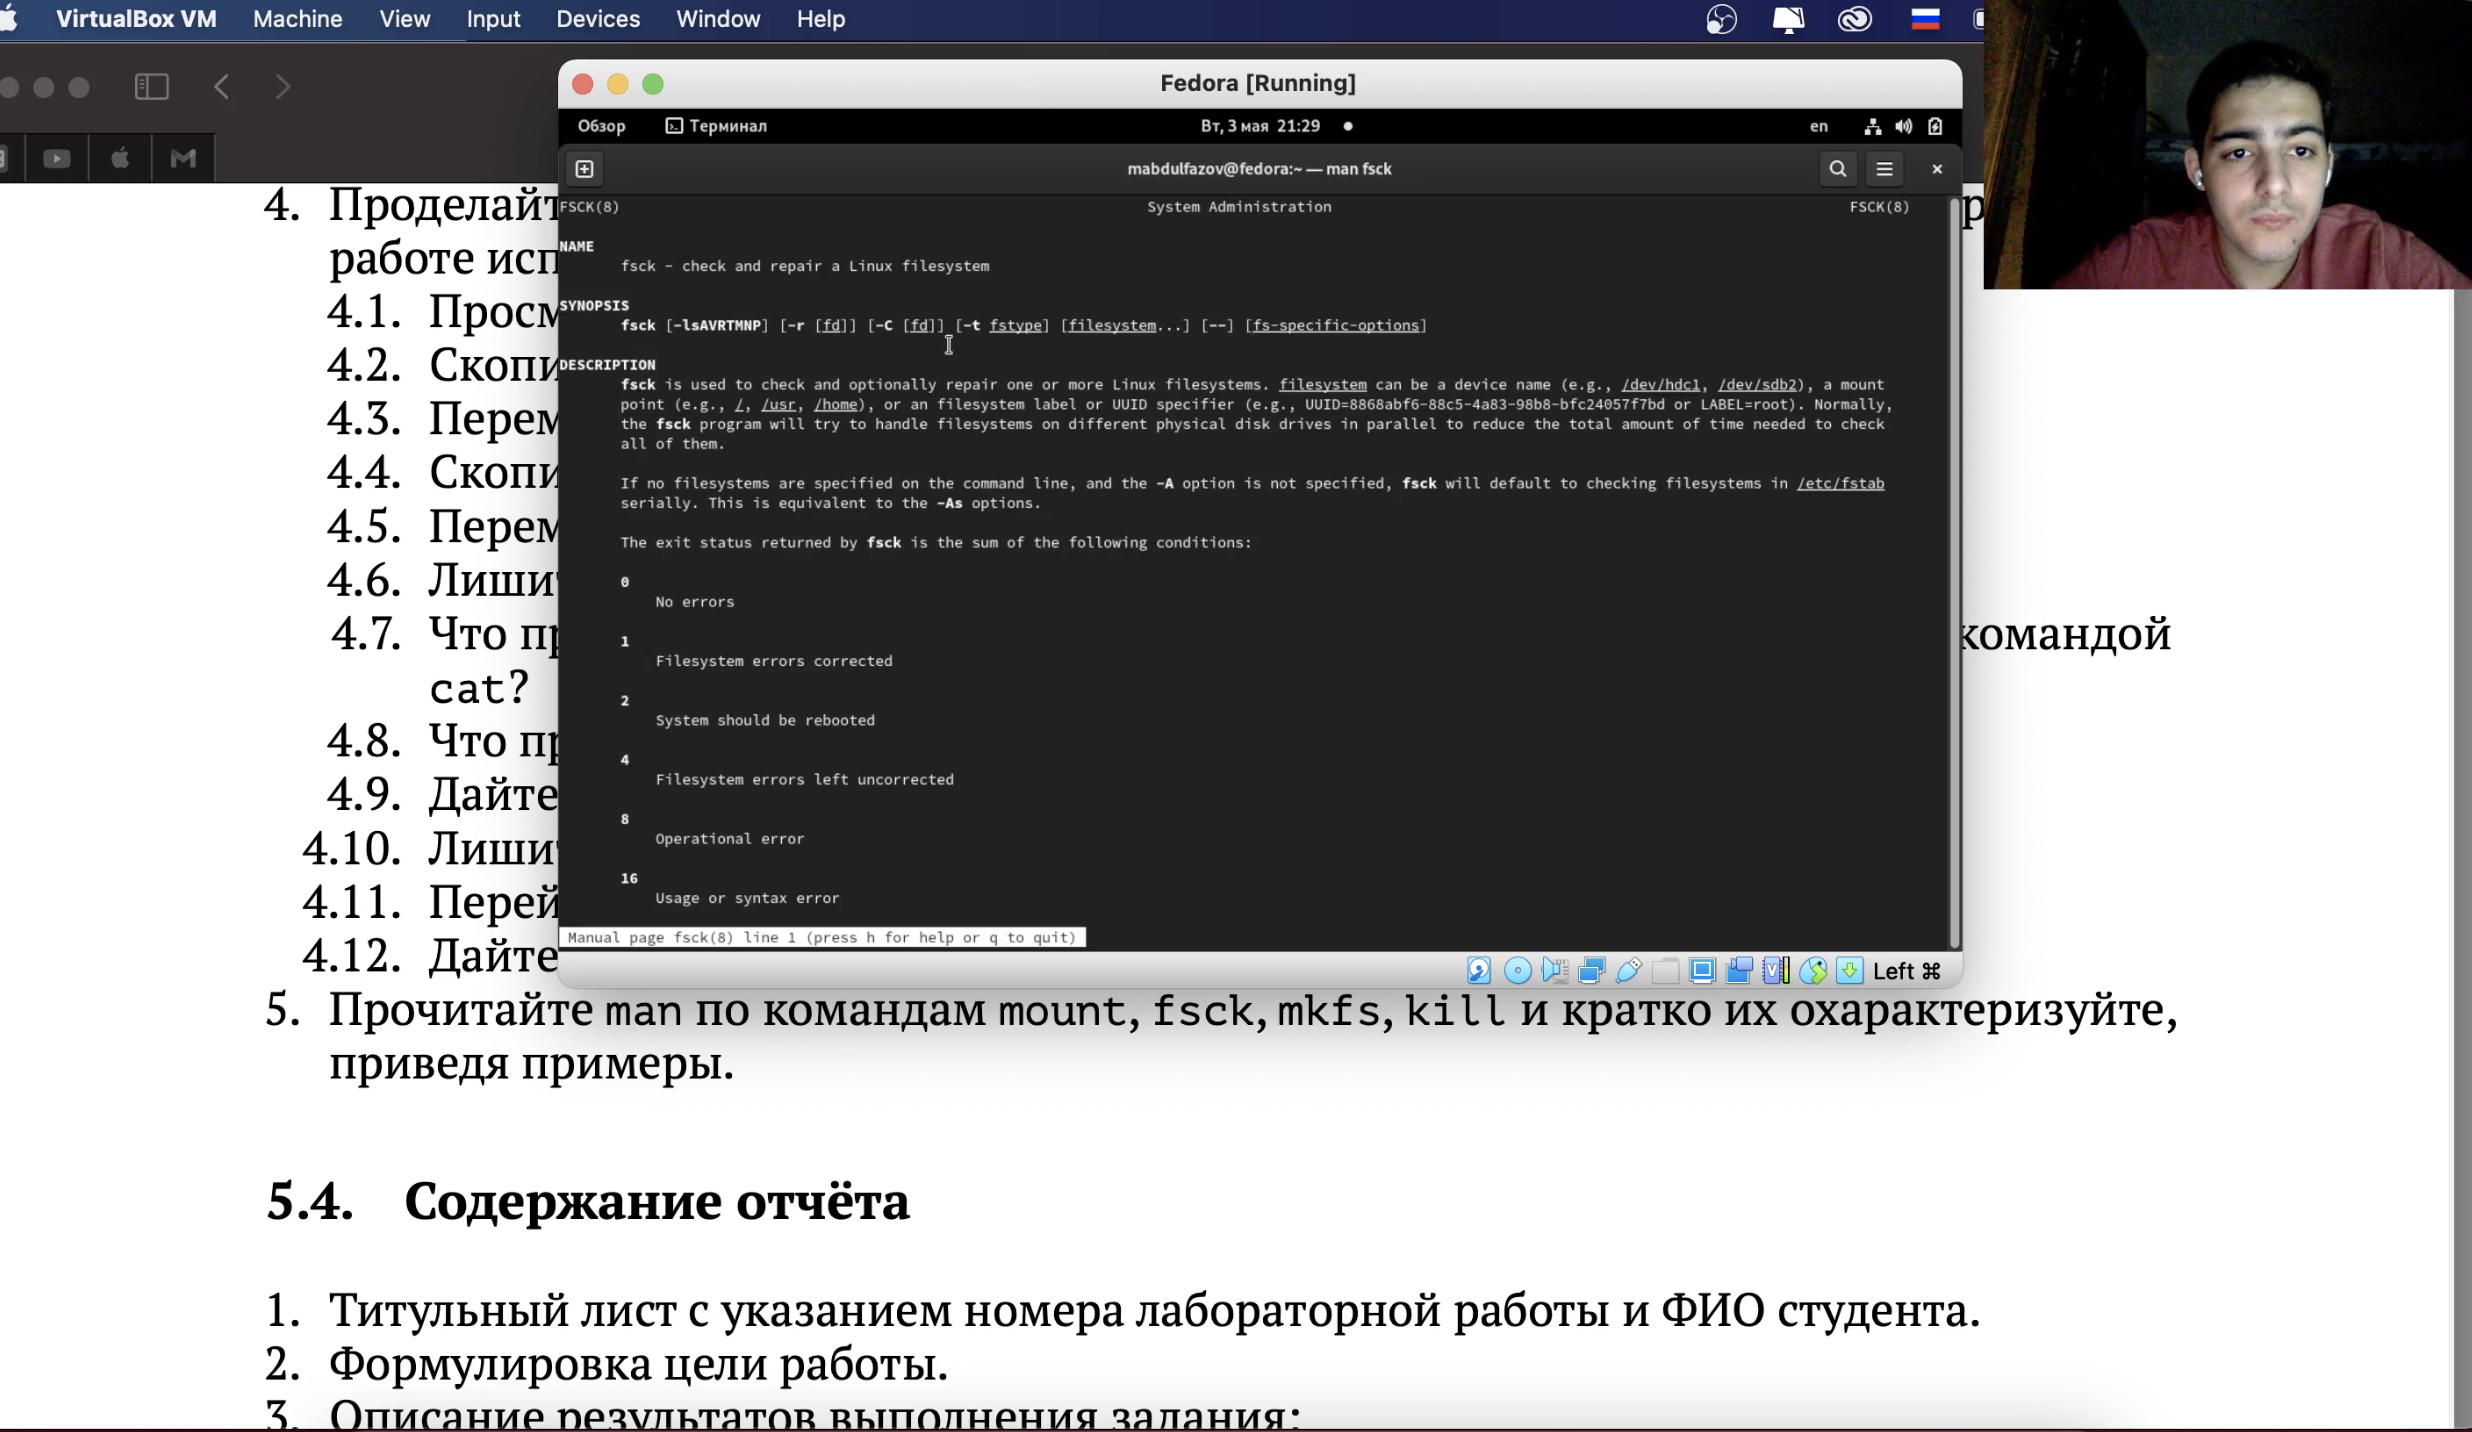 VirtualBox VM Machine View Input Devices Window Help
Fedora [Running]
Обзор Терминал Вт, 3 мая 21:29 en
mabdulfazov@fedora:~ — man fsck
FSCK(8) System Administration FSCK(8)
NAME
fsck - check and repair a Linux filesystem
SYNOPSIS
fsck [-lsAVRTMNP] [-r [fd]] [-C [fd]] [-t fstype] [filesystem...] [--] [fs-specific-options]
DESCRIPTION
fsck is used to check and optionally repair one or more Linux filesystems. filesystem can be a device name (e.g., /dev/hdc1, /dev/sdb2), a mount
point (e.g., /, /usr, /home), or an filesystem label or UUID specifier (e.g., UUID=8868abf6-88c5-4a83-98b8-bfc24057f7bd or LABEL=root). Normally,
the fsck program will try to handle filesystems on different physical disk drives in parallel to reduce the total amount of time needed to check
all of them.
If no filesystems are specified on the command line, and the -A option is not specified, fsck will default to checking filesystems in /etc/fstab
serially. This is equivalent to the -As options.
The exit status returned by fsck is the sum of the following conditions:
0
No errors
1
Filesystem errors corrected
2
System should be rebooted
4
Filesystem errors left uncorrected
8
Operational error
16
Usage or syntax error
Manual page fsck(8) line 1 (press h for help or q to quit)
Left ⌘
4. Проделайт
работе исп
4.1. Просм
4.2. Скопи
4.3. Перем
4.4. Скопи
4.5. Перем
4.6. Лиши
4.7. Что пр командой
cat?
4.8. Что пр
4.9. Дайте
4.10. Лиши
4.11. Перей
4.12. Дайте
5. Прочитайте man по командам mount, fsck, mkfs, kill и кратко их охарактеризуйте,
приведя примеры.
5.4. Содержание отчёта
1. Титульный лист с указанием номера лабораторной работы и ФИО студента.
2. Формулировка цели работы.
3. Описание результатов выполнения задания: